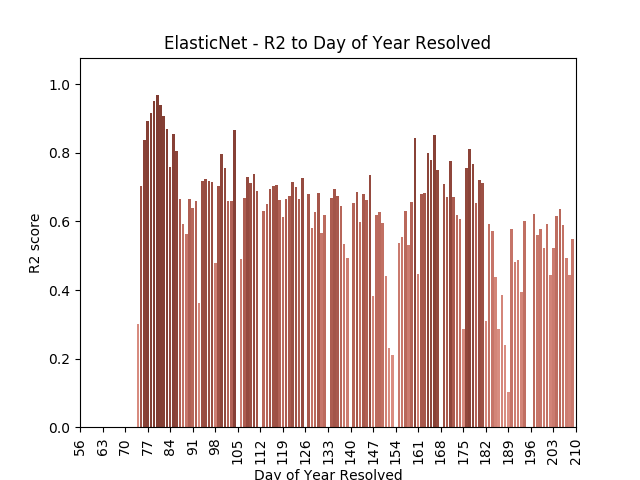 ElasticNet - R2 to Day of Year Resolved
1.0
0.8
0.6
0.4
0.2
0.0
R2 score
56 63 70 77 84 91 98 105 112 119 126 133 140 147 154 161 168 175 182 189 196 203 210
Day of Year Resolved